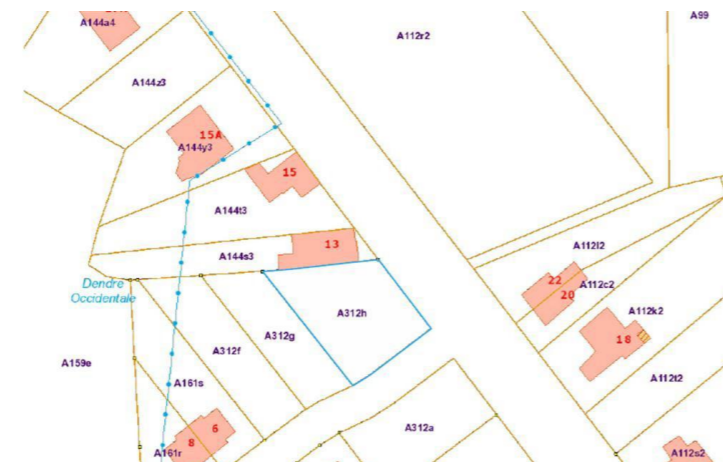 A99
A144a4
A112r2
A144z3
15A
A144y3
15
A144t3
13
A144s3
A112l2
22
A112c2
20
Dendre
Occidentale
A312h
A112k2
A312g
18
A312f
A159e
A161s
A112t2
6
A312a
8
A161r
A112s2